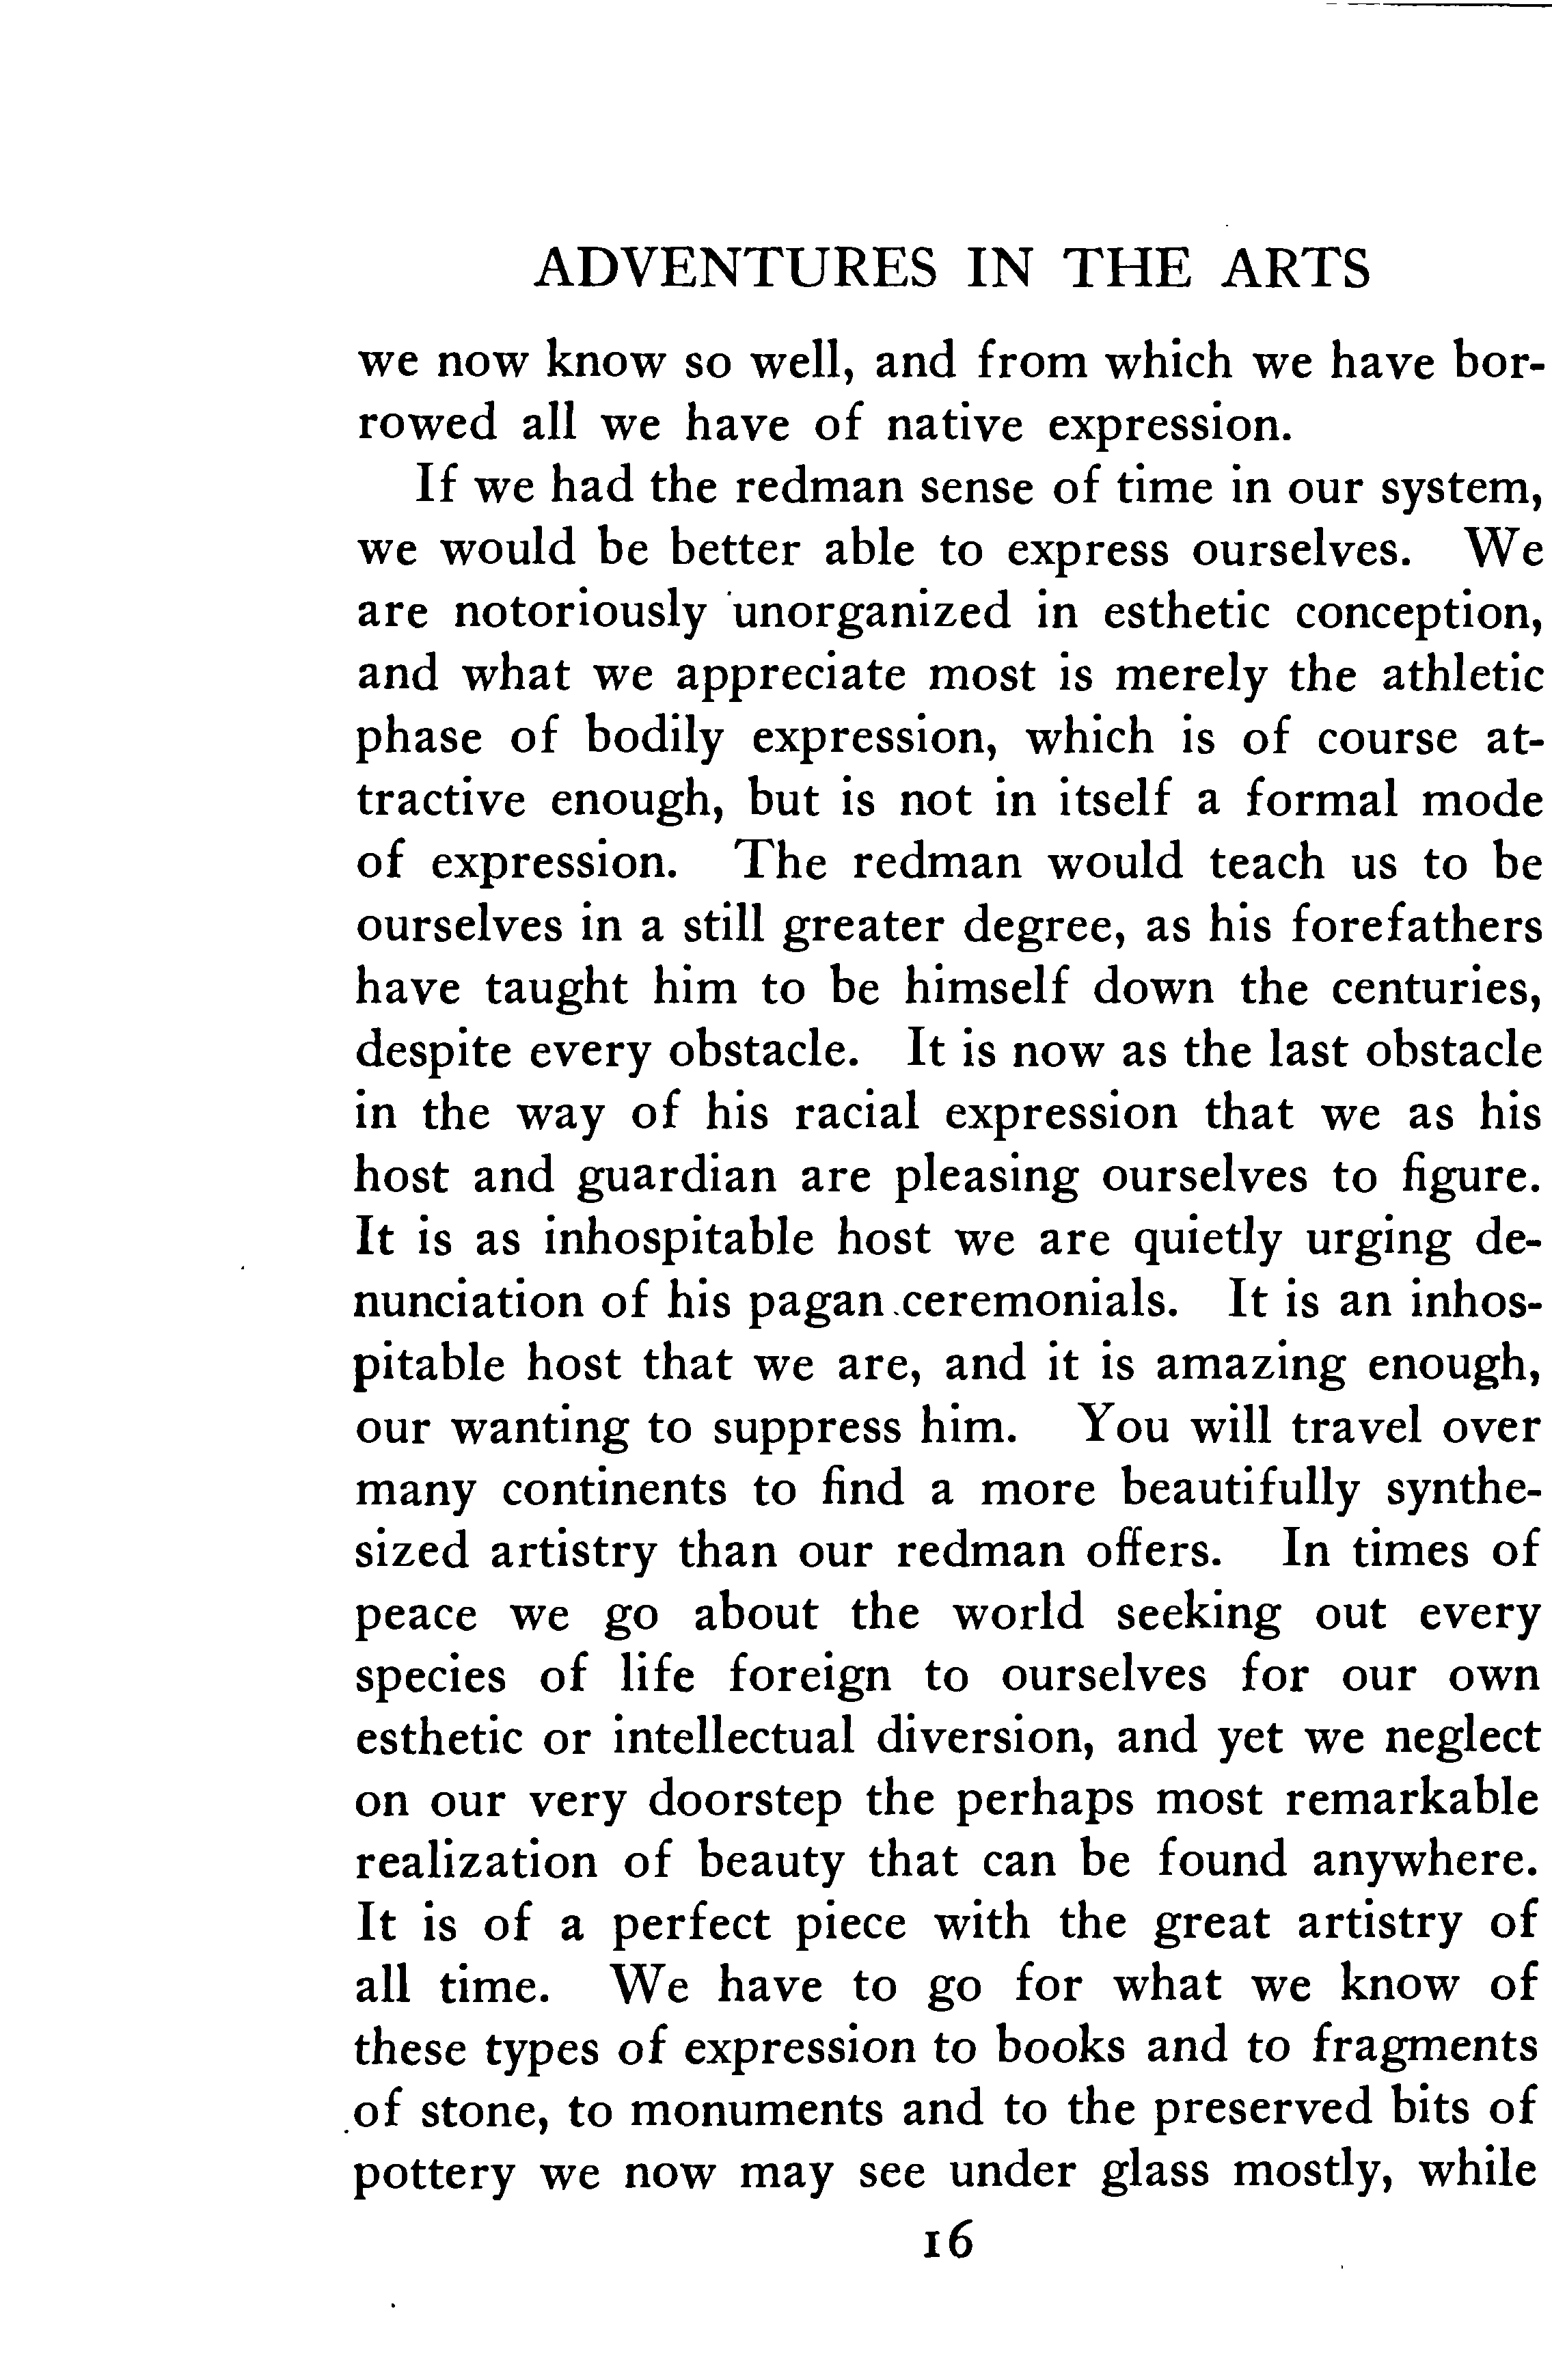 ADVENTURES IN THE ARTS
we now know so well, and from which we have bor-
rowed all we have of native expression.
If we had the redman sense of time in our system,
we would be better able to express ourselves. We
are notoriously unorganized in esthetic conception,
and what we appreciate most is merely the athletic
phase of bodily expression, which is of course at-
tractive enough, but is not in itself a formal mode
of expression. The redman would teach us to be
ourselves in a still greater degree, as his forefathers
have taught him to be himself down the centuries,
despite every obstacle. It is now as the last obstacle
in the way of his racial expression that we as his
host and guardian are pleasing ourselves to figure.
It is as inhospitable host we are quietly urging de-
nunciation of his pagan ceremonials. It is an inhos-
pitable host that we are, and it is amazing enough,
our wanting to suppress him. You will travel over
many continents to find a more beautifully synthe-
sized artistry than our redman offers. In times of
peace we go about the world seeking out every
species of life foreign to ourselves for our own
esthetic or intellectual diversion, and yet we neglect
on our very doorstep the perhaps most remarkable
realization of beauty that can be found anywhere.
It is of a perfect piece with the great artistry of
all time. We have to go for what we know of
these types of expression to books and to fragments
of stone, to monuments and to the preserved bits of
pottery we now may see under glass mostly, while
16